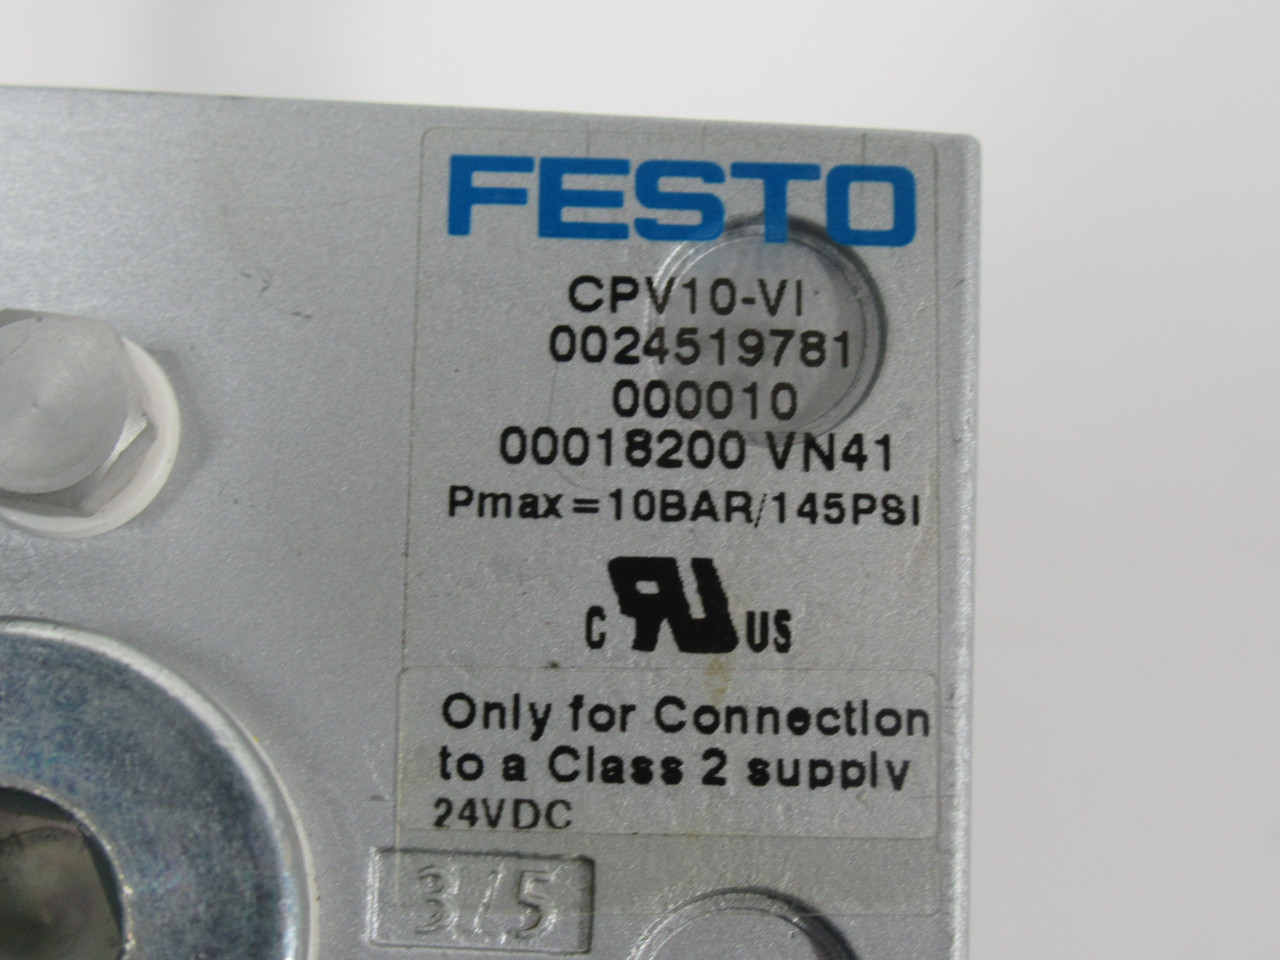 FESTO
CPV10-VI
0024519781
000010
00018200 VN41
Pmax=10BAR/145PSI
C RU US
Only for Connection
to a Class 2 supply
24VDC
3/5